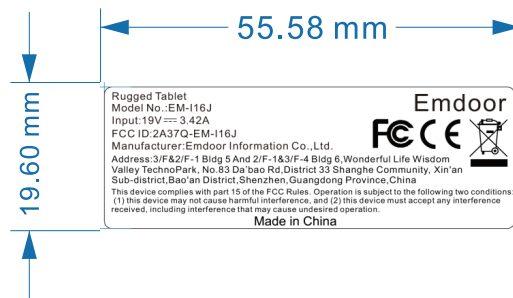 55.58 mm
19.60 mm
Rugged Tablet
Model No.:EM-I16J
Input:19V⎓3.42A
FCC ID:2A37Q-EM-I16J
Manufacturer:Emdoor Information Co.,Ltd.
Emdoor
FC CE
Address:3/F&2/F-1 Bldg 5 And 2/F-1&3/F-4 Bldg 6,Wonderful Life Wisdom
Valley TechnoPark, No.83 Da'bao Rd,District 33 Shanghe Community, Xin'an
Sub-district,Bao'an District,Shenzhen,Guangdong Province,China
This device complies with part 15 of the FCC Rules. Operation is subject to the following two conditions:
(1) this device may not cause harmful interference, and (2) this device must accept any interference
received, including interference that may cause undesired operation.
Made in China